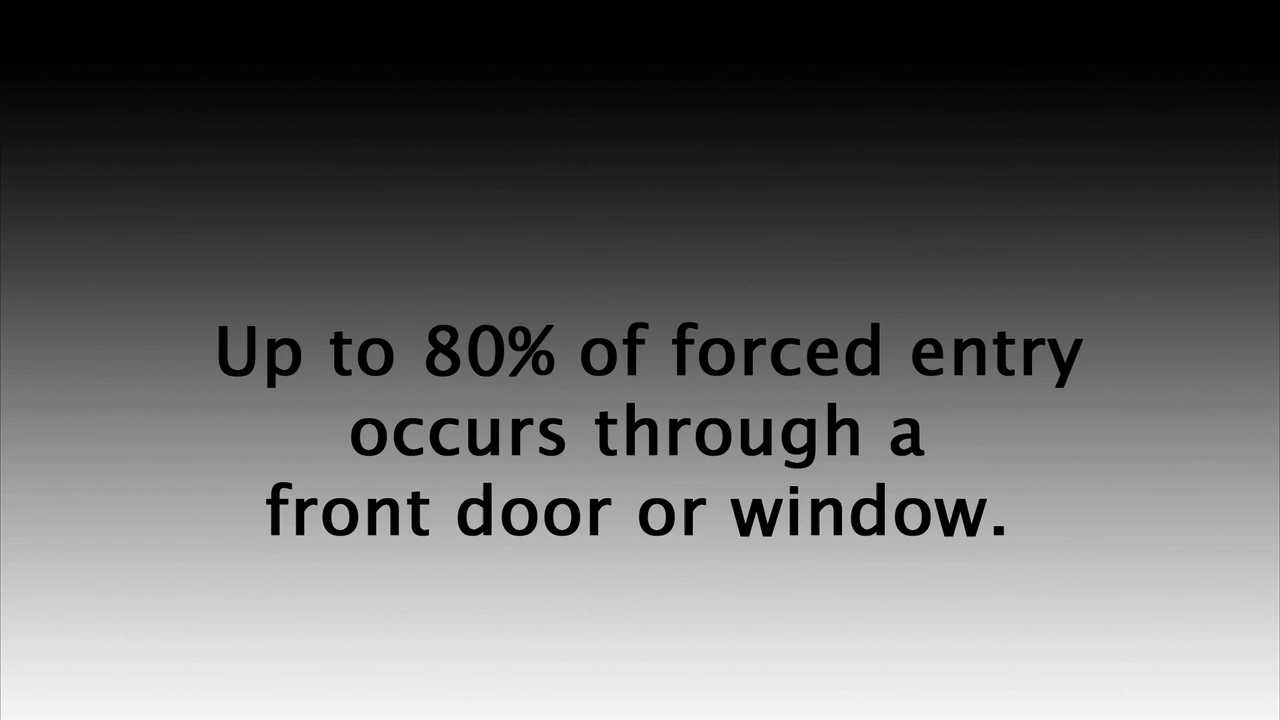 Up to 80% of forced entry
occurs through a
front door or window.